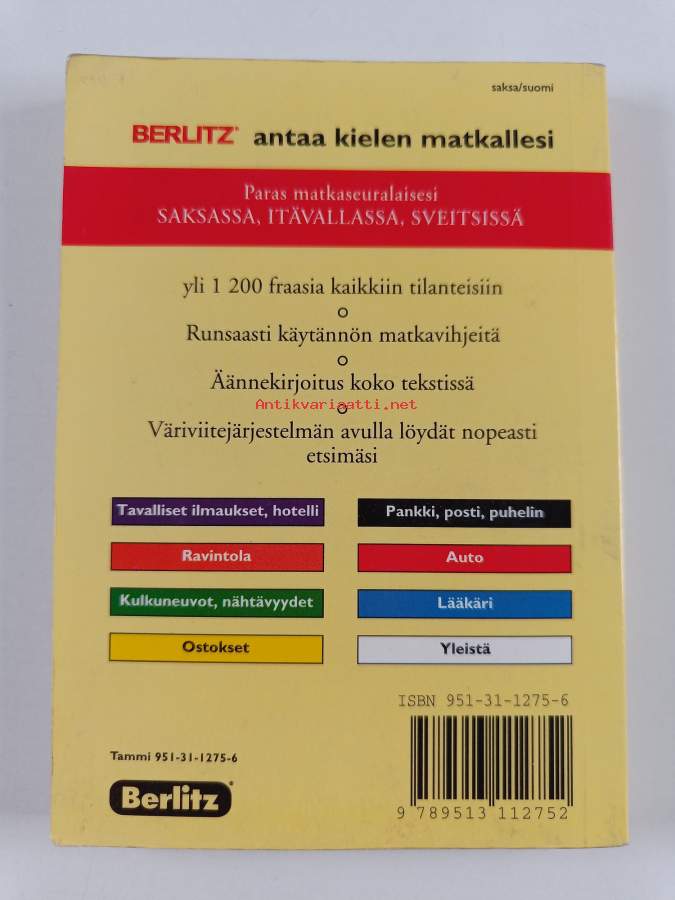 saksa/suomi
BERLITZ® antaa kielen matkallesi
Paras matkaseuralaisesi
SAKSASSA, ITÄVALLASSA, SVEITSISSÄ
yli 1 200 fraasia kaikkiin tilanteisiin
Runsaasti käytännön matkavihjeitä
Äännekirjoitus koko tekstissä
Antikvariaatti.net
Väriviitejärjestelmän avulla löydät nopeasti
etsimäsi
Tavalliset ilmaukset, hotelli
Pankki, posti, puhelin
Ravintola
Auto
Kulkuneuvot, nähtävyydet
Lääkäri
Ostokset
Yleistä
ISBN 951-31-1275-6
Tammi 951-31-1275-6
Berlitz®
9 789513 112752